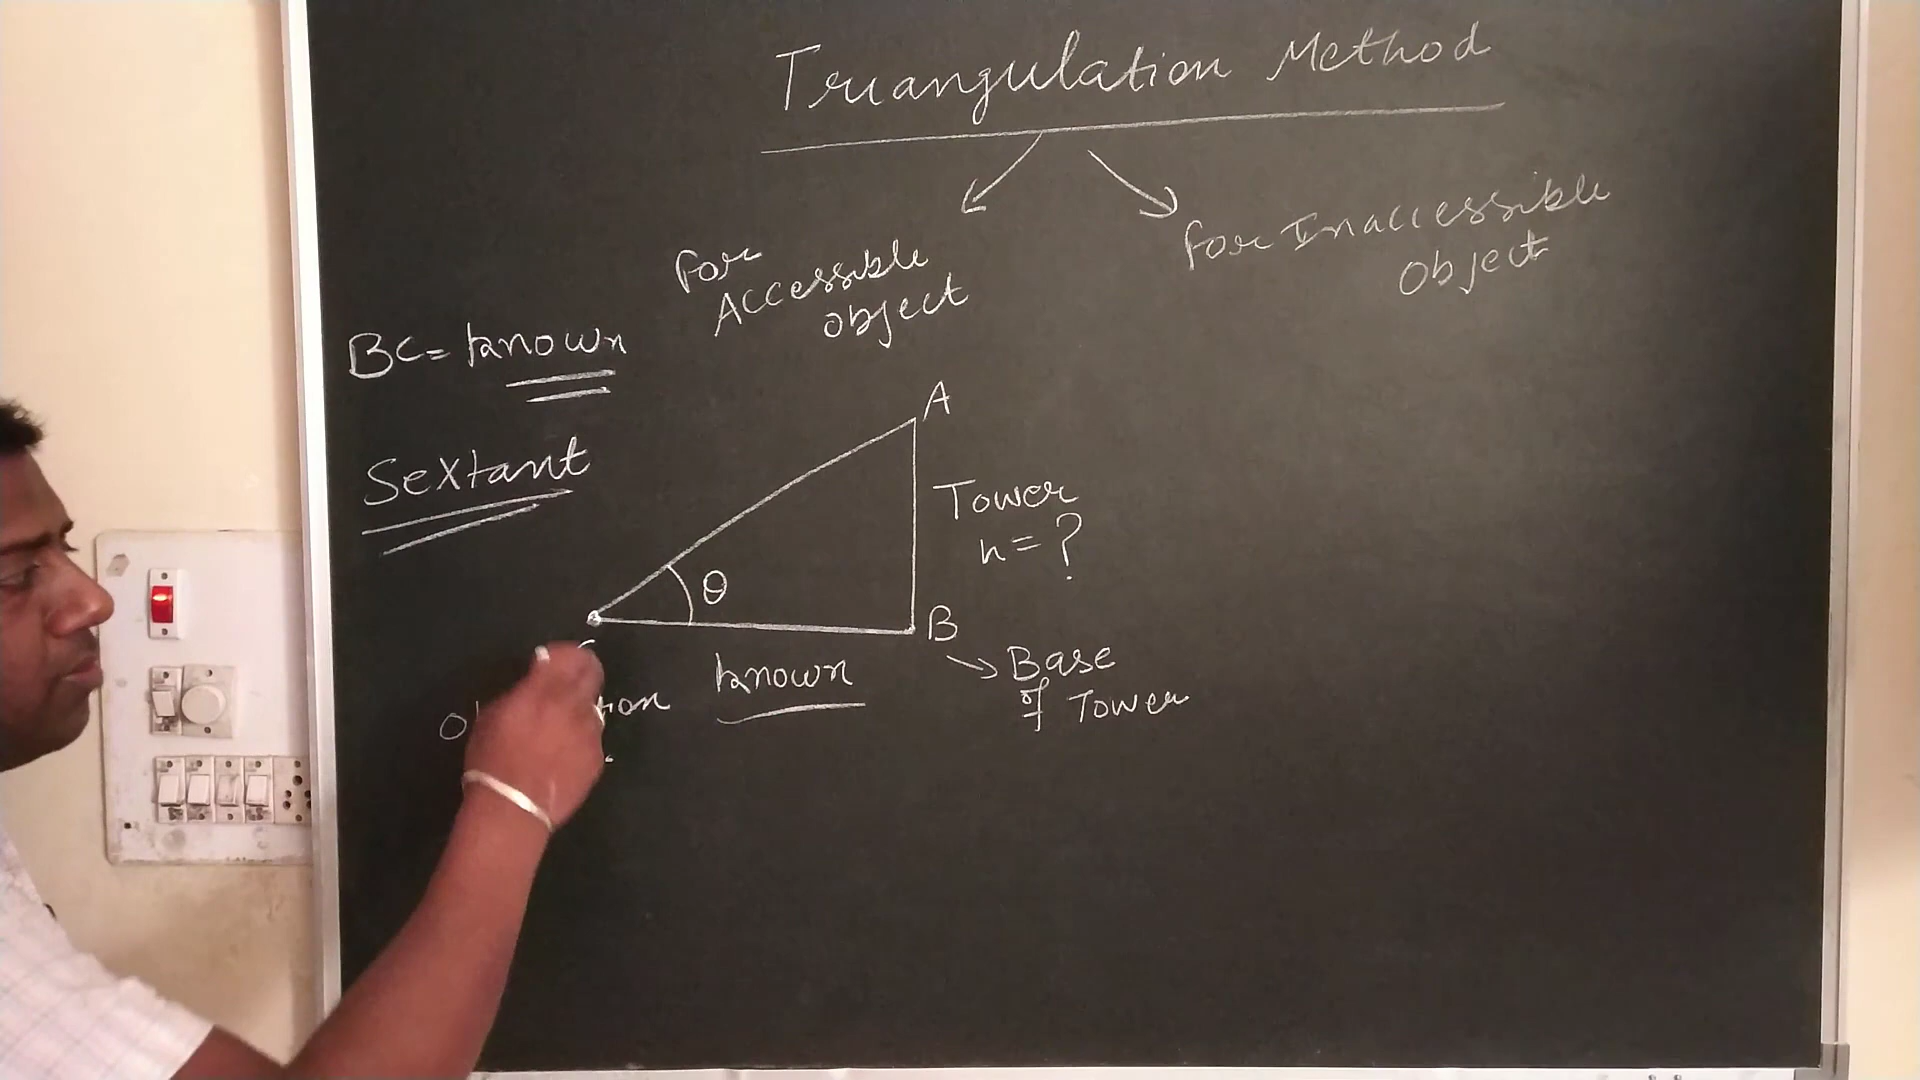 Triangulation Method
For
Accessible
object
For Inaccessible
Object
BC = known
Sextant
A
Tower
h = ?
θ
B
known
Base
of Tower